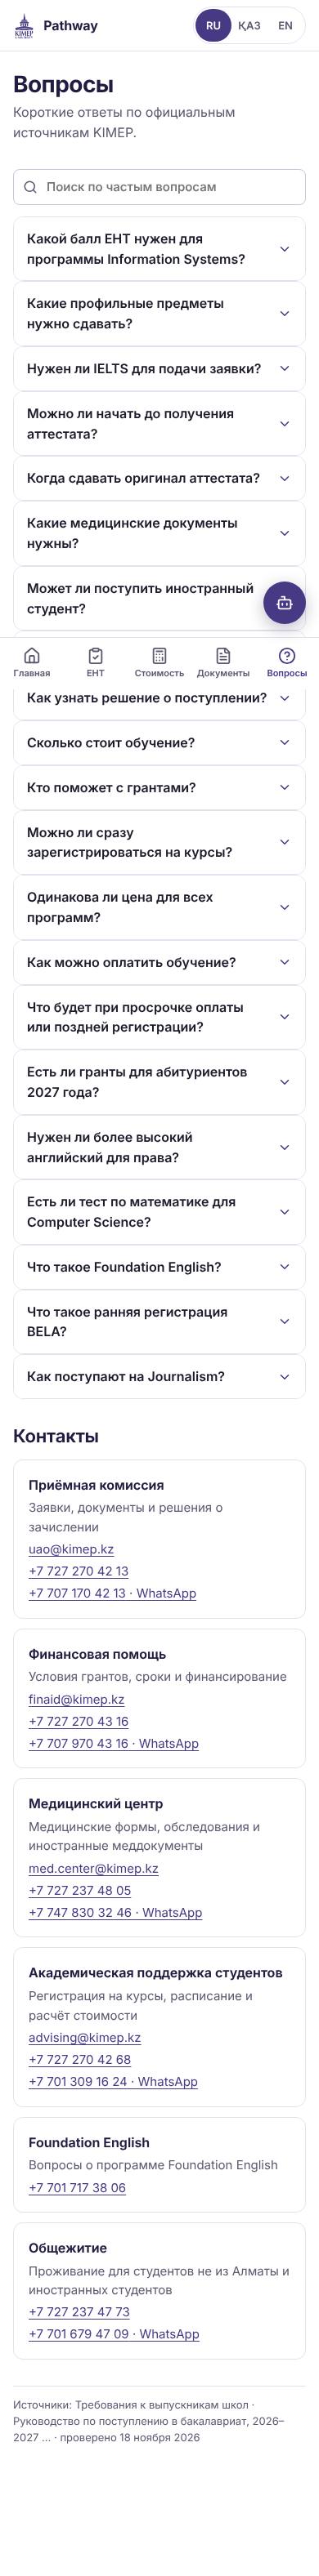 KIMEP
Pathway
RU
ҚАЗ
EN
Вопросы
Короткие ответы по официальным
источникам KIMEP.
Поиск по частым вопросам
Какой балл ЕНТ нужен для
программы Information Systems?
Какие профильные предметы
нужно сдавать?
Нужен ли IELTS для подачи заявки?
Можно ли начать до получения
аттестата?
Когда сдавать оригинал аттестата?
Какие медицинские документы
нужны?
Может ли поступить иностранный
студент?
Главная
ЕНТ
Стоимость
Документы
Вопросы
Как узнать решение о поступлении?
Сколько стоит обучение?
Кто поможет с грантами?
Можно ли сразу
зарегистрироваться на курсы?
Одинакова ли цена для всех
программ?
Как можно оплатить обучение?
Что будет при просрочке оплаты
или поздней регистрации?
Есть ли гранты для абитуриентов
2027 года?
Нужен ли более высокий
английский для права?
Есть ли тест по математике для
Computer Science?
Что такое Foundation English?
Что такое ранняя регистрация
BELA?
Как поступают на Journalism?
Контакты
Приёмная комиссия
Заявки, документы и решения о
зачислении
uao@kimep.kz
+7 727 270 42 13
+7 707 170 42 13 · WhatsApp
Финансовая помощь
Условия грантов, сроки и финансирование
finaid@kimep.kz
+7 727 270 43 16
+7 707 970 43 16 · WhatsApp
Медицинский центр
Медицинские формы, обследования и
иностранные меддокументы
med.center@kimep.kz
+7 727 237 48 05
+7 747 830 32 46 · WhatsApp
Академическая поддержка студентов
Регистрация на курсы, расписание и
расчёт стоимости
advising@kimep.kz
+7 727 270 42 68
+7 701 309 16 24 · WhatsApp
Foundation English
Вопросы о программе Foundation English
+7 701 717 38 06
Общежитие
Проживание для студентов не из Алматы и
иностранных студентов
+7 727 237 47 73
+7 701 679 47 09 · WhatsApp
Источники: Требования к выпускникам школ ·
Руководство по поступлению в бакалавриат, 2026–
2027 ... · проверено 18 ноября 2026